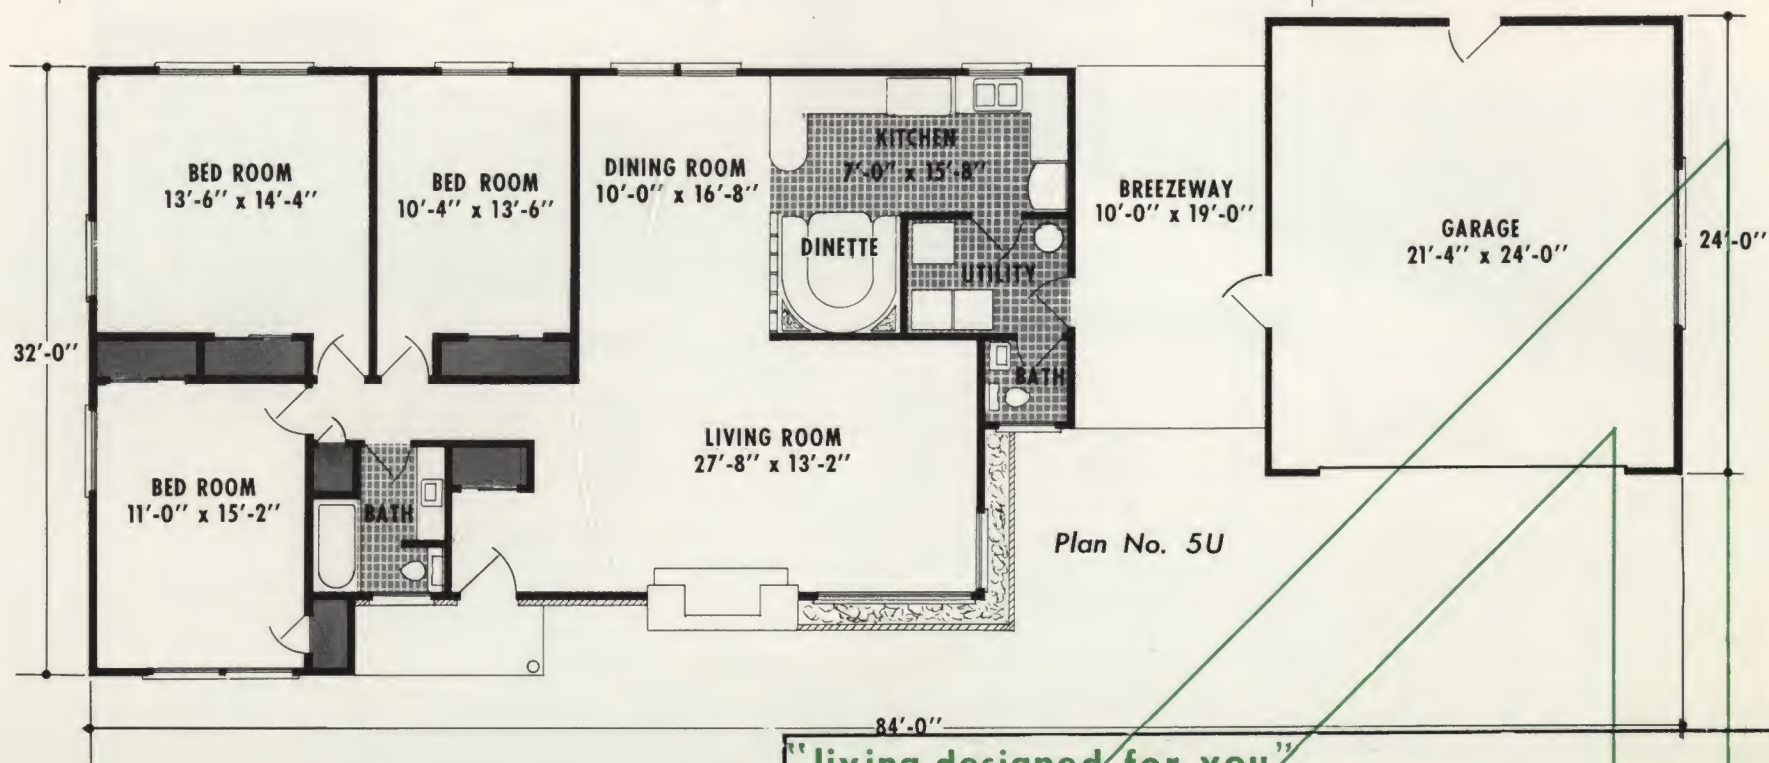 BED ROOM
13'-6" x 14'-4"
BED ROOM
10'-4" x 13'-6"
DINING ROOM
10'-0" x 16'-8"
KITCHEN
7'-0" x 15'-8"
DINETTE
UTILITY
BREEZEWAY
10'-0" x 19'-0"
GARAGE
21'-4" x 24'-0"
24'-0"
32'-0"
BATH
LIVING ROOM
27'-8" x 13'-2"
BED ROOM
11'-0" x 15'-2"
BATH
Plan No. 5U
84'-0"
"living designed for you"